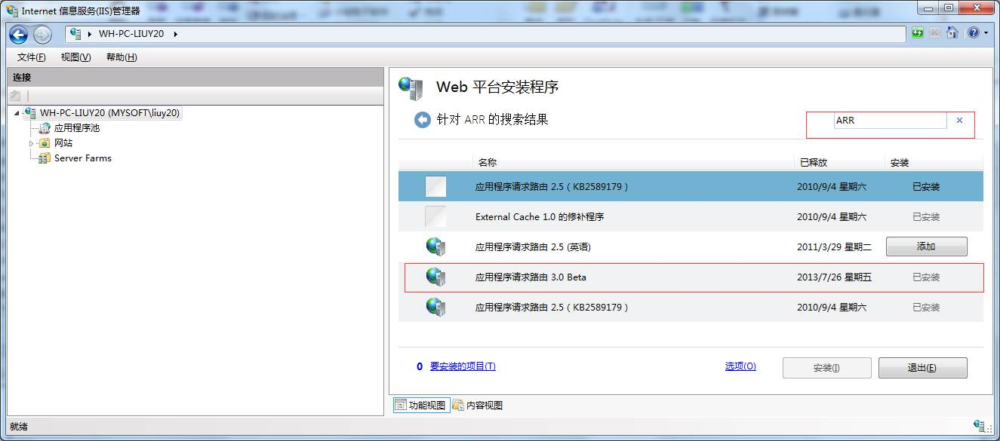 Internet 信息服务(IIS)管理器
WH-PC-LIUY20
文件(F) 视图(V) 帮助(H)
连接
WH-PC-LIUY20 (MYSOFT\liuy20)
应用程序池
网站
Server Farms
Web 平台安装程序
针对 ARR 的搜索结果
ARR
名称 已释放 安装
应用程序请求路由 2.5 ( KB2589179 ) 2010/9/4 星期六 已安装
External Cache 1.0 的修补程序 2010/9/4 星期六 已安装
应用程序请求路由 2.5 (英语) 2011/3/29 星期二 添加
应用程序请求路由 3.0 Beta 2013/7/26 星期五 已安装
应用程序请求路由 2.5 ( KB2589179 ) 2010/9/4 星期六 已安装
0 要安装的项目(T) 选项(O) 安装(I) 退出(E)
功能视图 内容视图
就绪